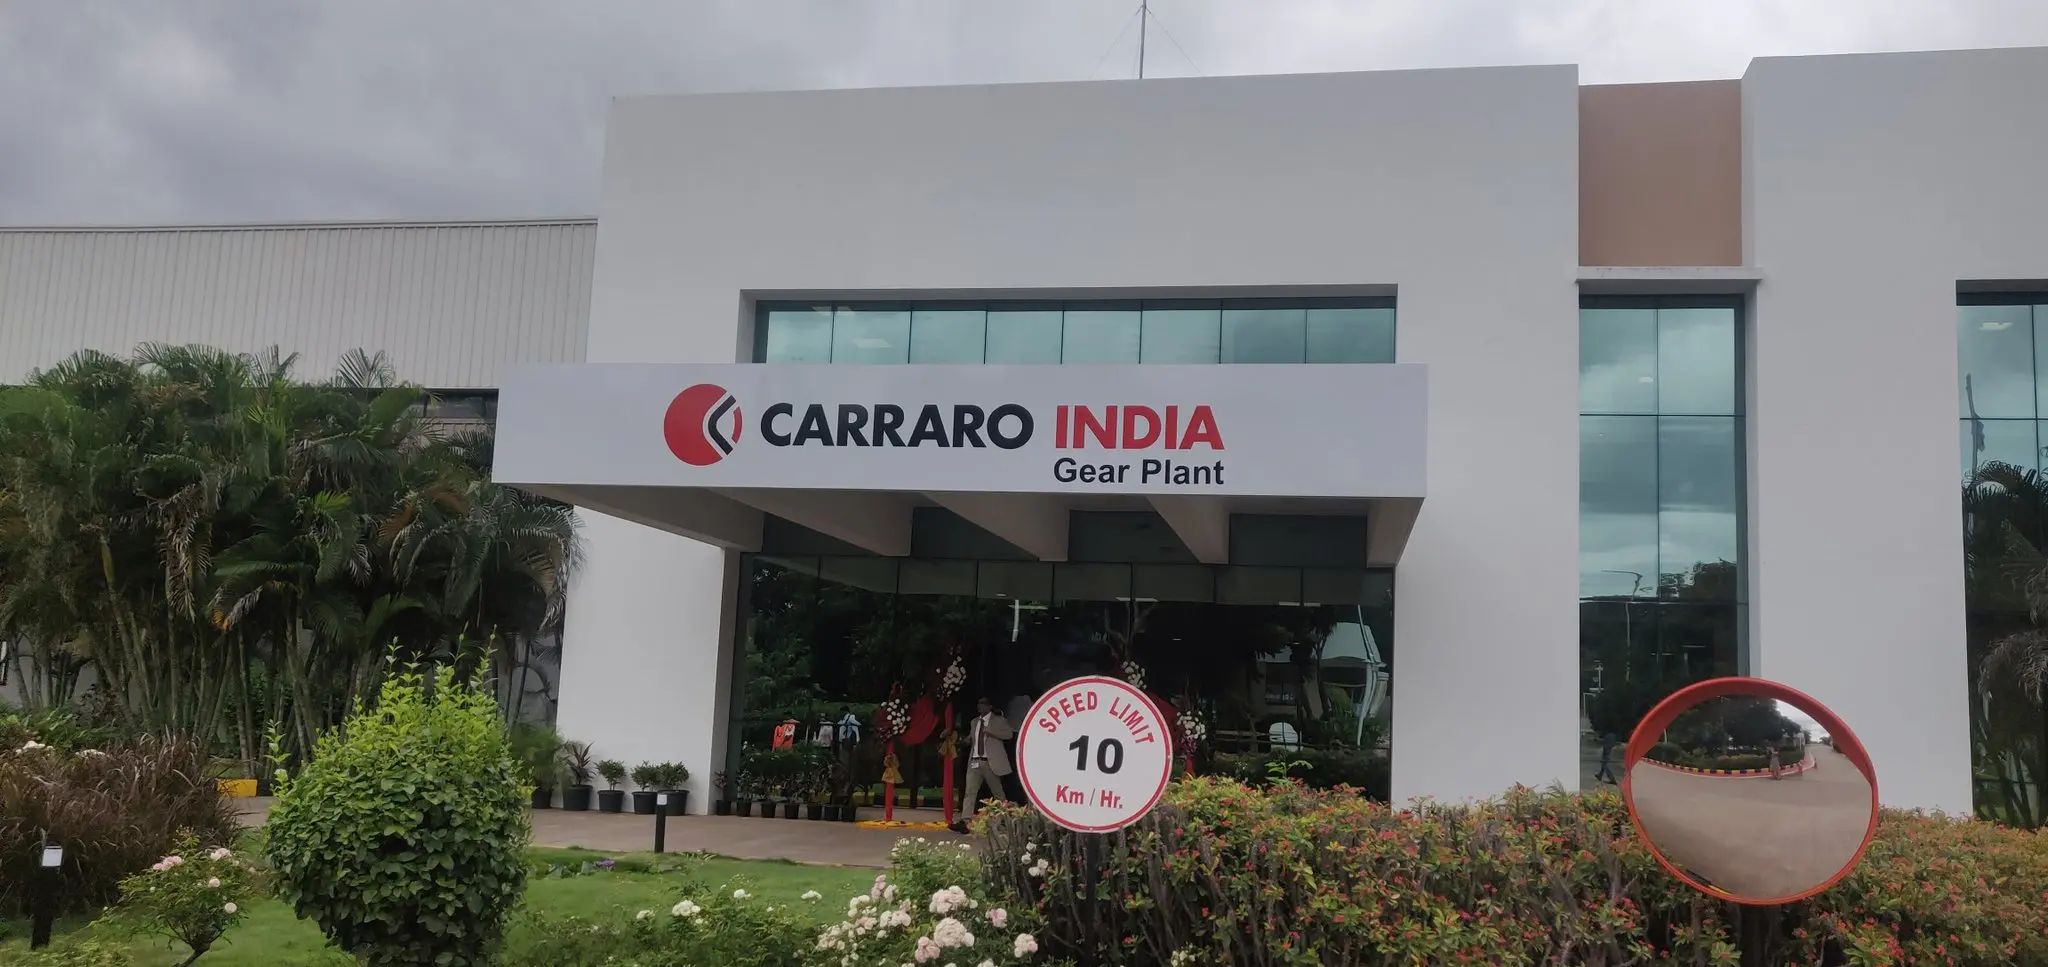 CARRARO INDIA
Gear Plant
SPEED LIMIT
10
Km / Hr.